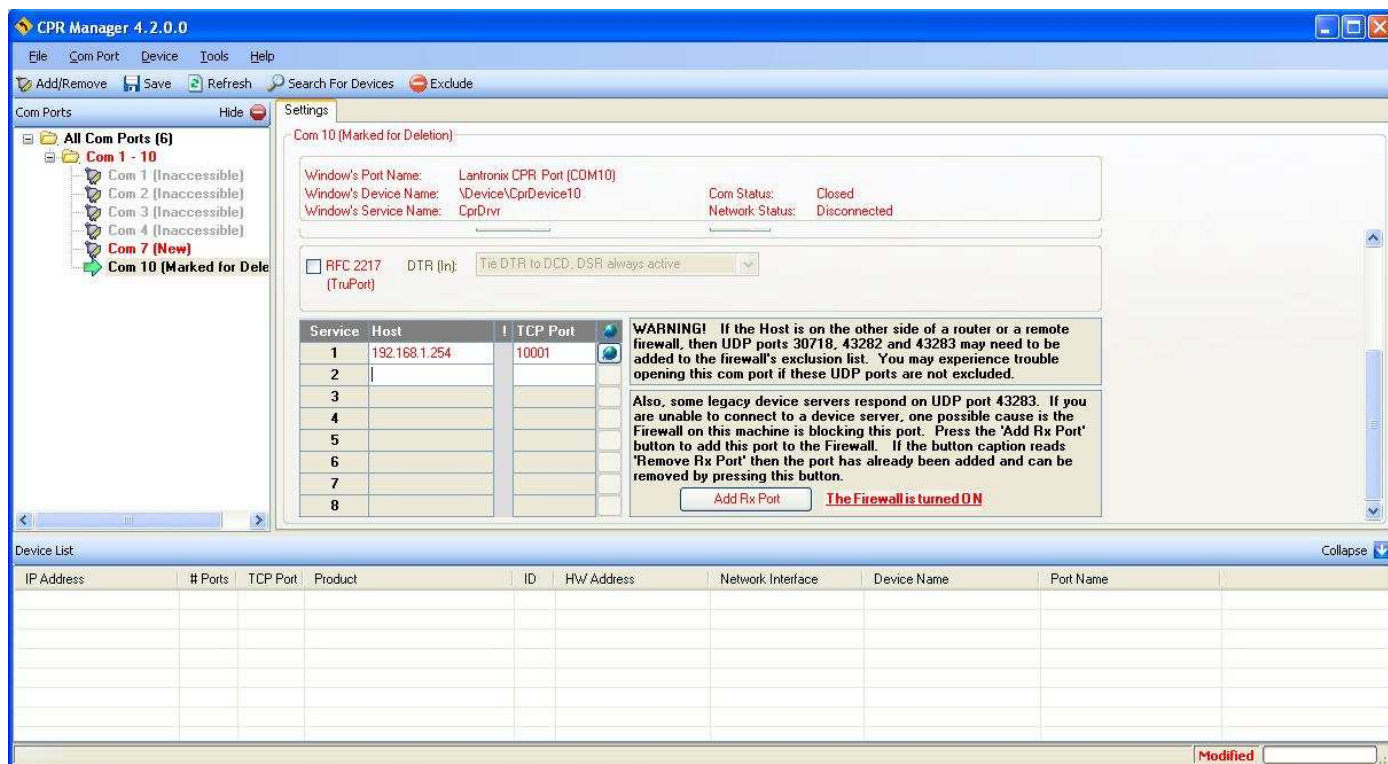 CPR Manager 4.2.0.0
File Com Port Device Tools Help
Add/Remove Save Refresh Search For Devices Exclude
Com Ports Hide
Settings
All Com Ports (6)
Com 1 - 10
Com 1 (Inaccessible)
Com 2 (Inaccessible)
Com 3 (Inaccessible)
Com 4 (Inaccessible)
Com 7 (New)
Com 10 (Marked for Dele
Com 10 (Marked for Deletion)
Window's Port Name: Lantronix CPR Port (COM10)
Window's Device Name: \Device\CprDevice10 Com Status: Closed
Window's Service Name: CprDrvr Network Status: Disconnected
RFC 2217 DTR (In): Tie DTR to DCD, DSR always active
(TruPort)
Service Host ! TCP Port
1 192.168.1.254 10001
2
3
4
5
6
7
8
WARNING! If the Host is on the other side of a router or a remote
firewall, then UDP ports 30718, 43282 and 43283 may need to be
added to the firewall's exclusion list. You may experience trouble
opening this com port if these UDP ports are not excluded.
Also, some legacy device servers respond on UDP port 43283. If you
are unable to connect to a device server, one possible cause is the
Firewall on this machine is blocking this port. Press the 'Add Rx Port'
button to add this port to the Firewall. If the button caption reads
'Remove Rx Port' then the port has already been added and can be
removed by pressing this button.
Add Rx Port The Firewall is turned ON
Device List Collapse
IP Address # Ports TCP Port Product ID HW Address Network Interface Device Name Port Name
Modified